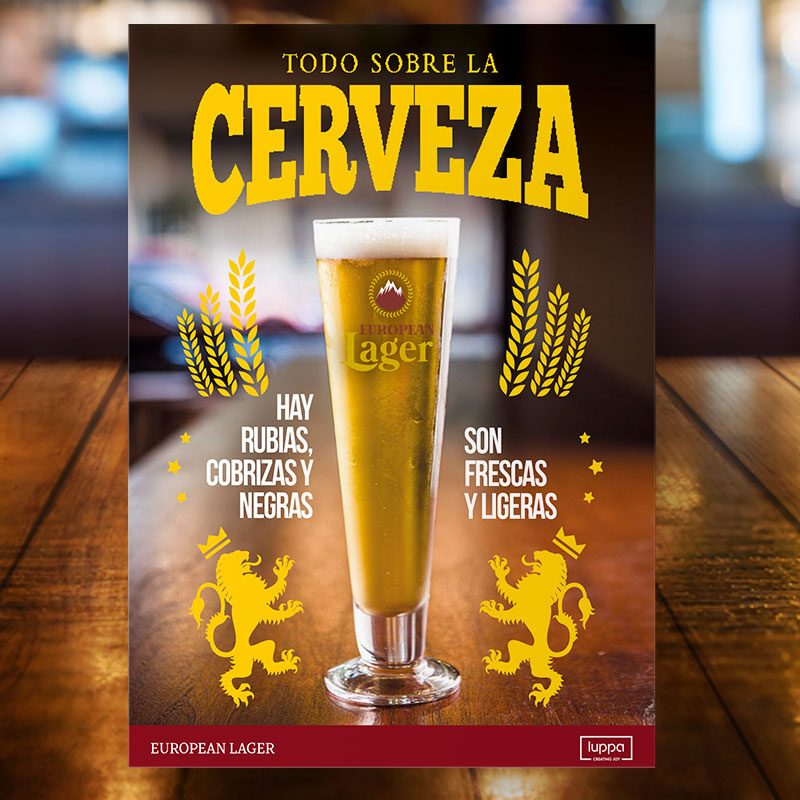 TODO SOBRE LA
CERVEZA
EUROPEAN
Lager
HAY
RUBIAS,
COBRIZAS Y
NEGRAS
SON
FRESCAS
Y LIGERAS
EUROPEAN LAGER
luppa
CREATING JOY